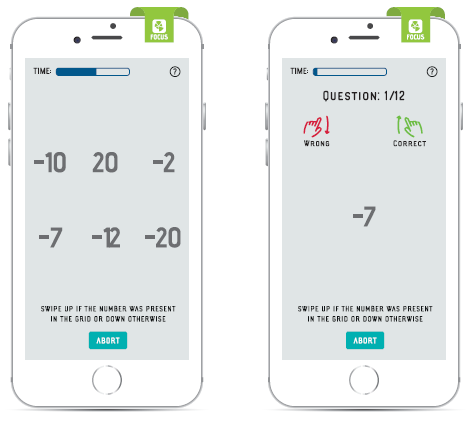 FOCUS
TIME:
?
-10 20 -2
-7 -12 -20
SWIPE UP IF THE NUMBER WAS PRESENT
IN THE GRID OR DOWN OTHERWISE
ABORT
FOCUS
TIME:
?
QUESTION: 1/12
WRONG CORRECT
-7
SWIPE UP IF THE NUMBER WAS PRESENT
IN THE GRID OR DOWN OTHERWISE
ABORT